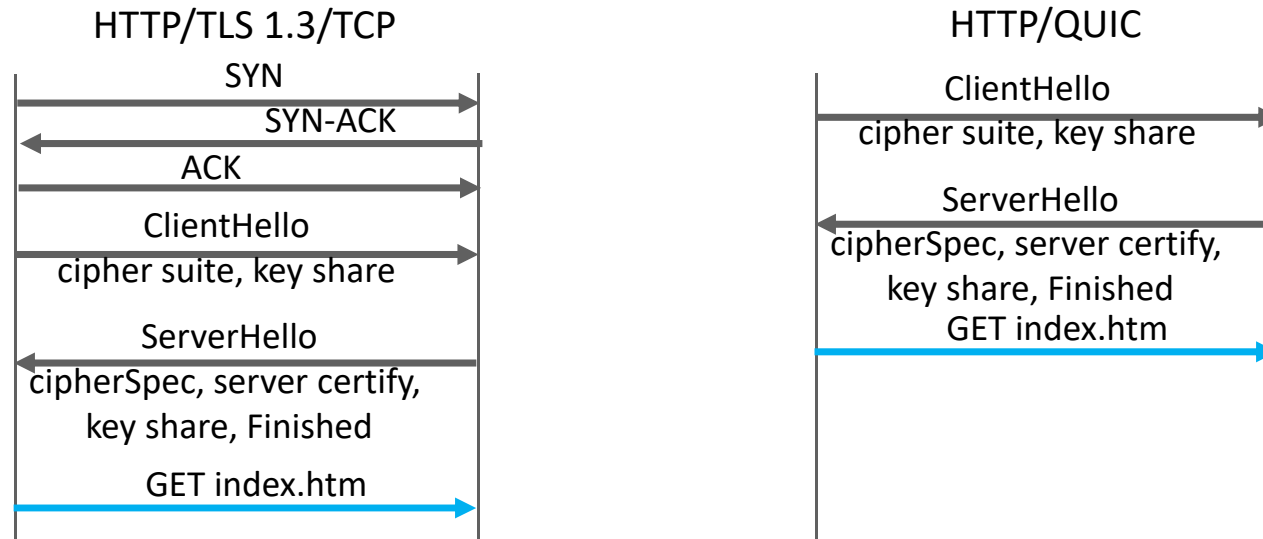 HTTP/TLS 1.3/TCP
SYN
SYN-ACK
ACK
ClientHello
cipher suite, key share
ServerHello
cipherSpec, server certify,
key share, Finished
GET index.htm
HTTP/QUIC
ClientHello
cipher suite, key share
ServerHello
cipherSpec, server certify,
key share, Finished
GET index.htm